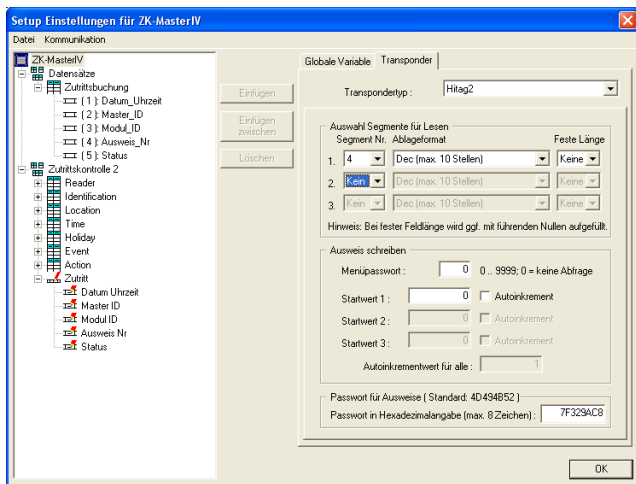 Setup Einstellungen für ZK-MasterIV
Datei Kommunikation
ZK-MasterIV
Datensätze
Zutrittsbuchung
( 1 ): Datum_Uhrzeit
( 2 ): Master_ID
( 3 ): Modul_ID
( 4 ): Ausweis_Nr
( 5 ): Status
Zutrittskontrolle 2
Reader
Identification
Location
Time
Holiday
Event
Action
Zutritt
Datum Uhrzeit
Master ID
Modul ID
Ausweis Nr
Status
Einfügen
Einfügen
zwischen
Löschen
Globale Variable Transponder
Transpondertyp : Hitag2
Auswahl Segmente für Lesen
Segment Nr. Ablageformat Feste Länge
1. 4 Dec (max. 10 Stellen) Keine
2. Kein Dec (max. 10 Stellen) Keine
3. Kein Dec (max. 10 Stellen) Keine
Hinweis: Bei fester Feldlänge wird ggf. mit führenden Nullen aufgefüllt.
Ausweis schreiben
Menüpasswort : 0 0 .. 9999; 0 = keine Abfrage
Startwert 1 : 0 Autoinkrement
Startwert 2 : 0 Autoinkrement
Startwert 3 : 0 Autoinkrement
Autoinkrementwert für alle : 1
Passwort für Ausweise ( Standard: 4D494B52 )
Passwort in Hexadezimalangabe (max. 8 Zeichen) : 7F329AC8
OK